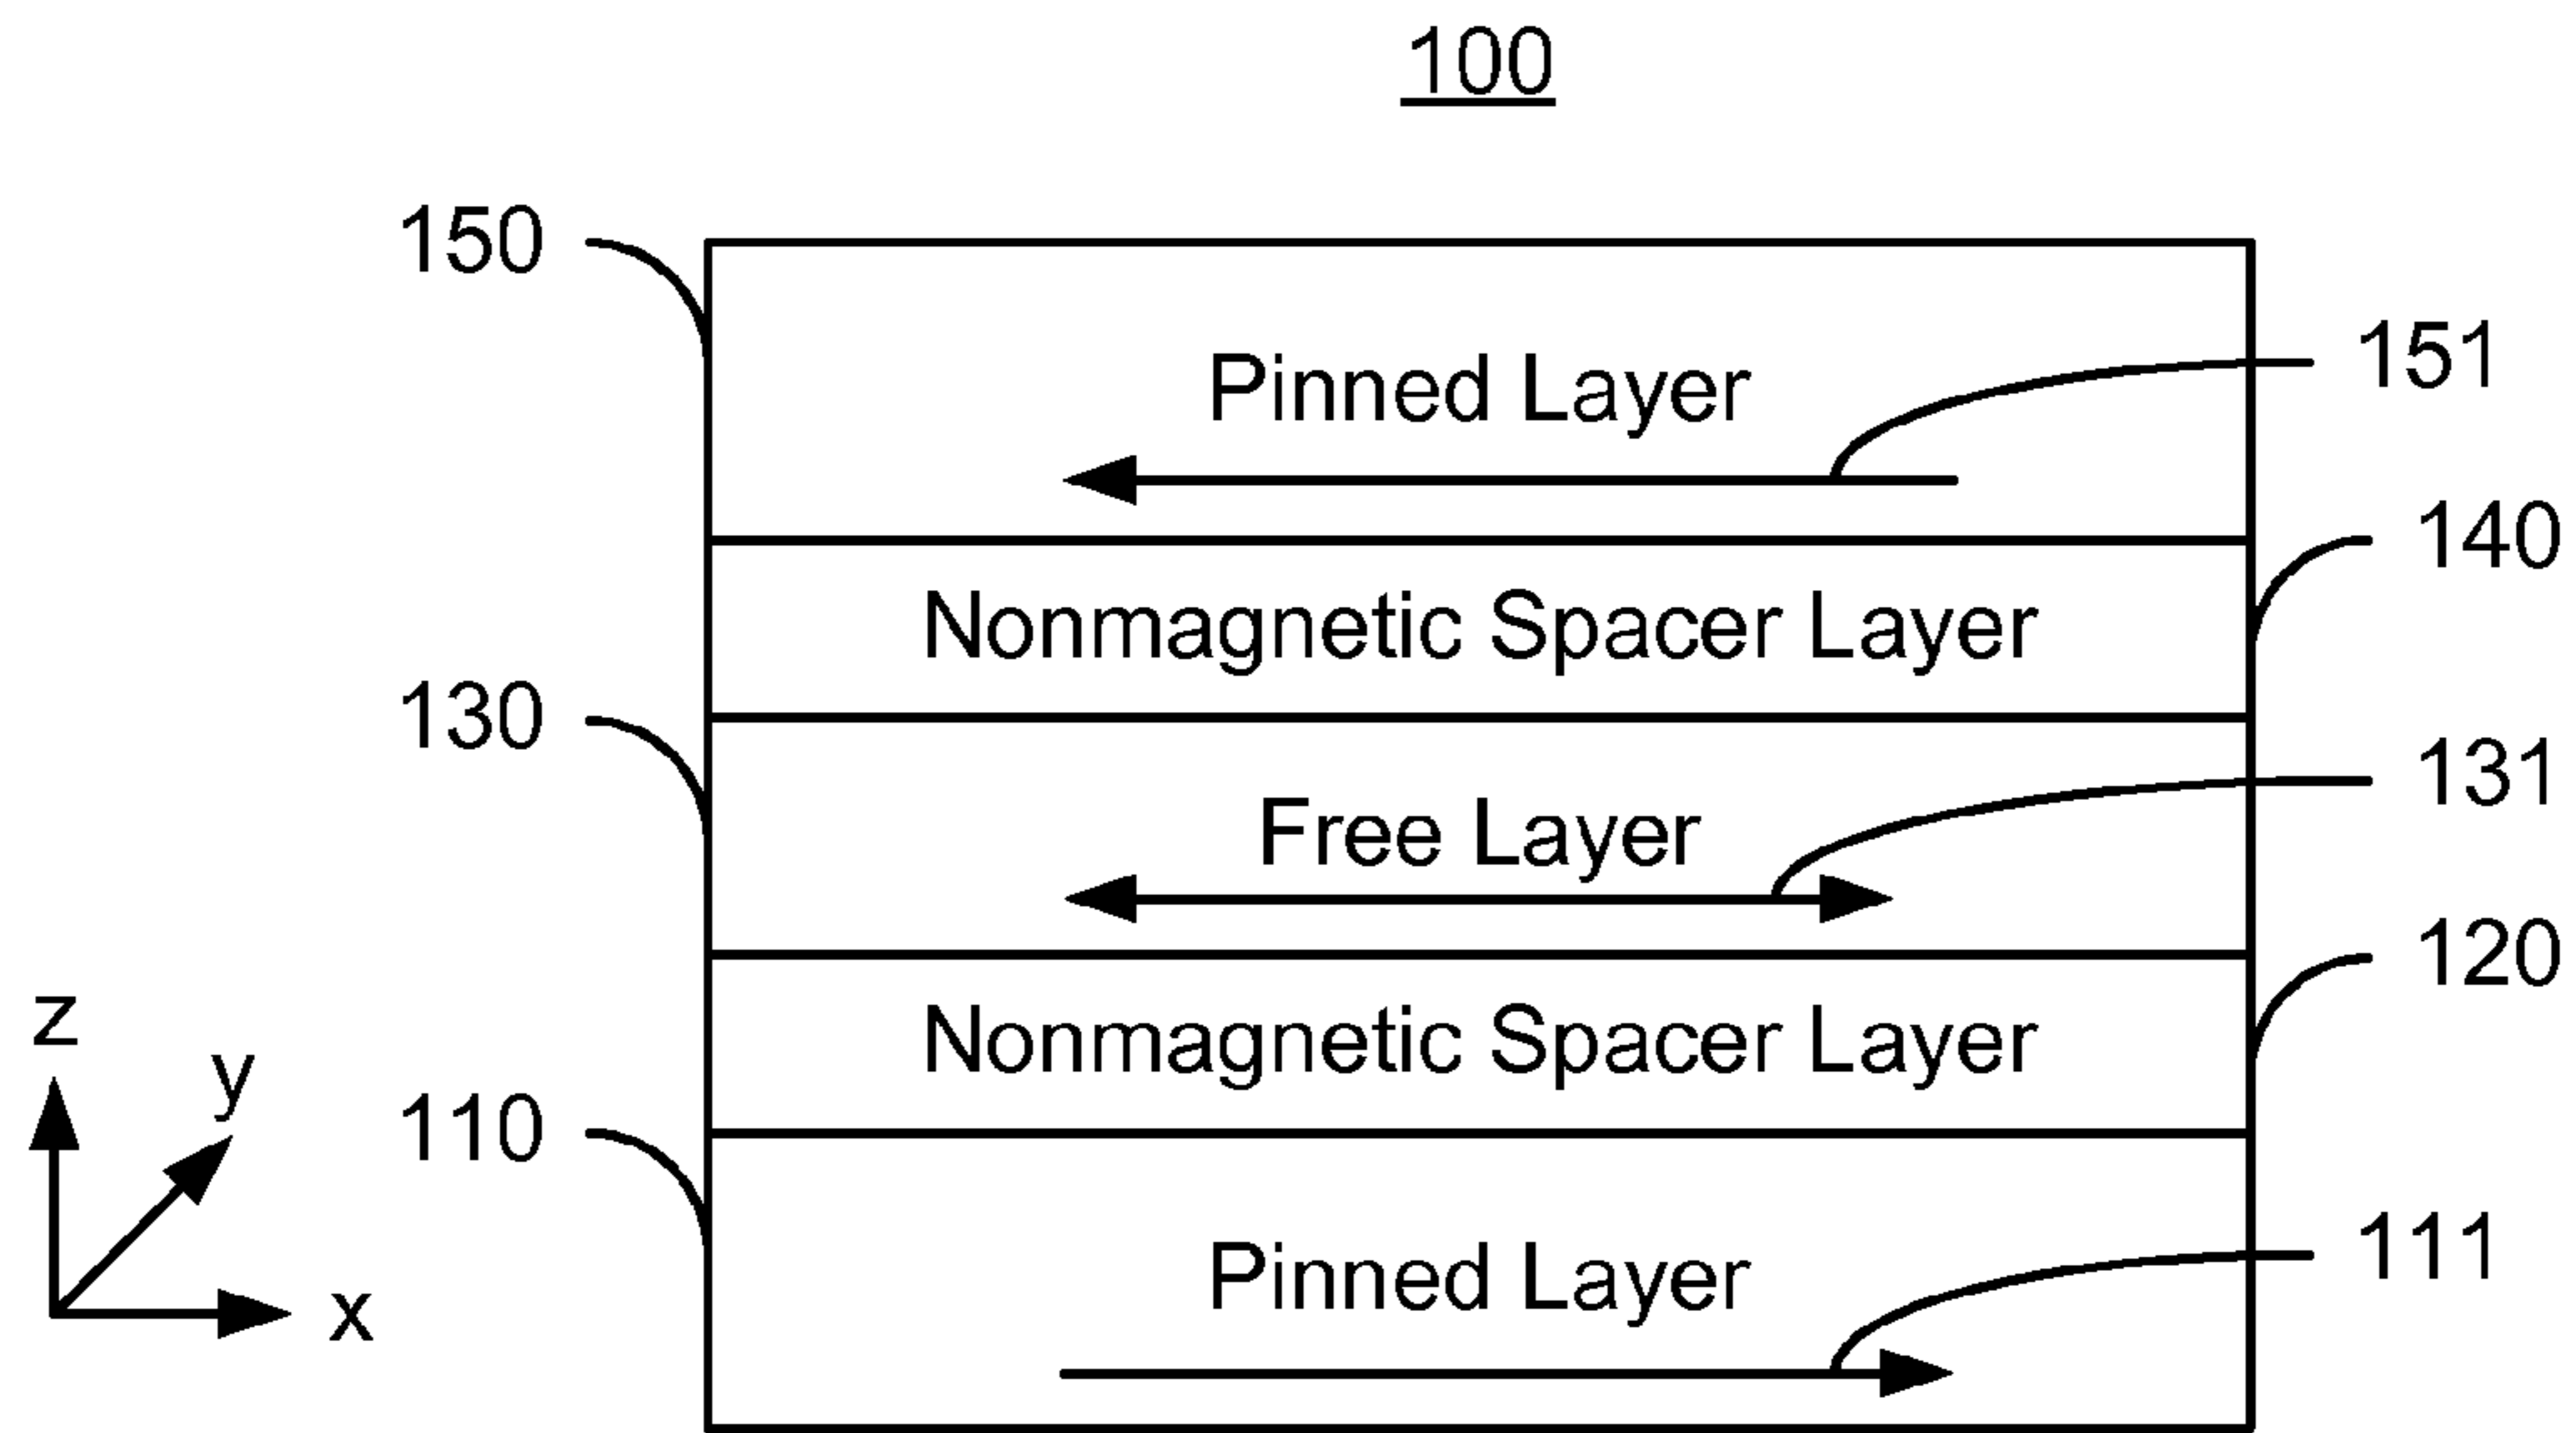 100
150
Pinned Layer
151
140
Nonmagnetic Spacer Layer
130
131
Free Layer
120
z
Nonmagnetic Spacer Layer
y
110
111
Pinned Layer
x